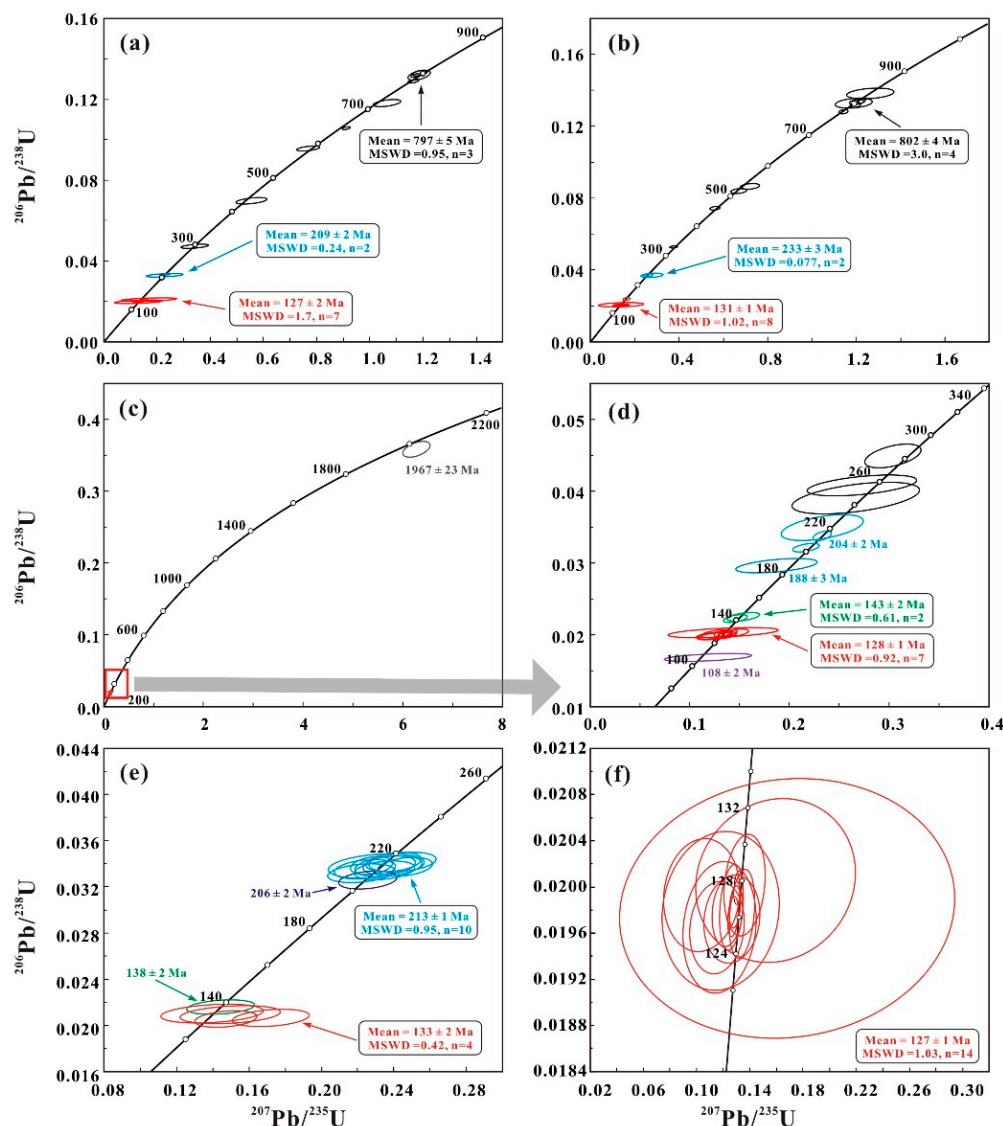 (a)
0.16
0.12
0.08
0.04
0.00
²⁰⁶Pb/²³⁸U
900
700
500
300
100
Mean = 797 ± 5 Ma
MSWD =0.95, n=3
Mean = 209 ± 2 Ma
MSWD =0.24, n=2
Mean = 127 ± 2 Ma
MSWD =1.7, n=7
0.0 0.2 0.4 0.6 0.8 1.0 1.2 1.4
(b)
0.16
0.12
0.08
0.04
0.00
900
700
500
300
100
Mean = 802 ± 4 Ma
MSWD =3.0, n=4
Mean = 233 ± 3 Ma
MSWD =0.077, n=2
Mean = 131 ± 1 Ma
MSWD =1.02, n=8
0.0 0.4 0.8 1.2 1.6
(c)
0.4
0.3
0.2
0.1
0.0
²⁰⁶Pb/²³⁸U
2200
1967 ± 23 Ma
1800
1400
1000
600
200
0 2 4 6 8
(d)
0.05
0.04
0.03
0.02
0.01
340
300
260
220
204 ± 2 Ma
180
188 ± 3 Ma
140
Mean = 143 ± 2 Ma
MSWD =0.61, n=2
Mean = 128 ± 1 Ma
MSWD =0.92, n=7
100
108 ± 2 Ma
0.0 0.1 0.2 0.3 0.4
(e)
0.044
0.040
0.036
0.032
0.028
0.024
0.020
0.016
²⁰⁶Pb/²³⁸U
260
220
206 ± 2 Ma
Mean = 213 ± 1 Ma
MSWD =0.95, n=10
180
138 ± 2 Ma
140
Mean = 133 ± 2 Ma
MSWD =0.42, n=4
0.12 0.16 0.20 0.24 0.28
²⁰⁷Pb/²³⁵U
(f)
0.0212
0.0208
0.0204
0.0200
0.0196
0.0192
0.0188
0.0184
132
128
124
Mean = 127 ± 1 Ma
MSWD =1.03, n=14
0.02 0.08 0.14 0.20 0.26 0.32
²⁰⁷Pb/²³⁵U